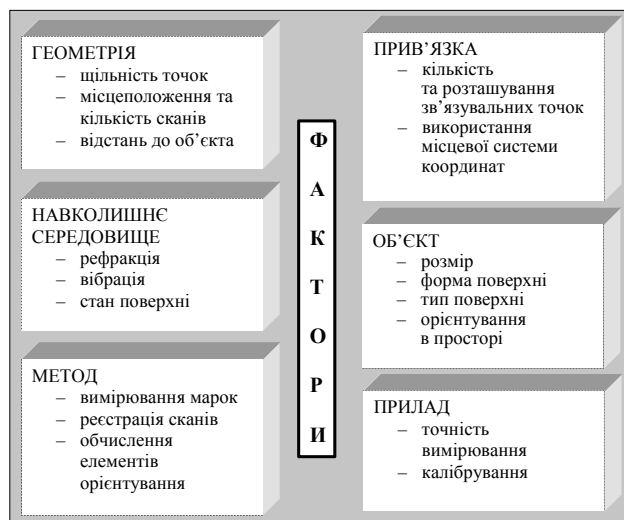 ГЕОМЕТРІЯ
– щільність точок
– місцеположення та
кількість сканів
– відстань до об’єкта
НАВКОЛИШНЄ
СЕРЕДОВИЩЕ
– рефракція
– вібрація
– стан поверхні
МЕТОД
– вимірювання марок
– реєстрація сканів
– обчислення
елементів
орієнтування
Ф
А
К
Т
О
Р
И
ПРИВ’ЯЗКА
– кількість
та розташування
зв’язувальних точок
– використання
місцевої системи
координат
ОБ’ЄКТ
– розмір
– форма поверхні
– тип поверхні
– орієнтування
в просторі
ПРИЛАД
– точність
вимірювання
– калібрування